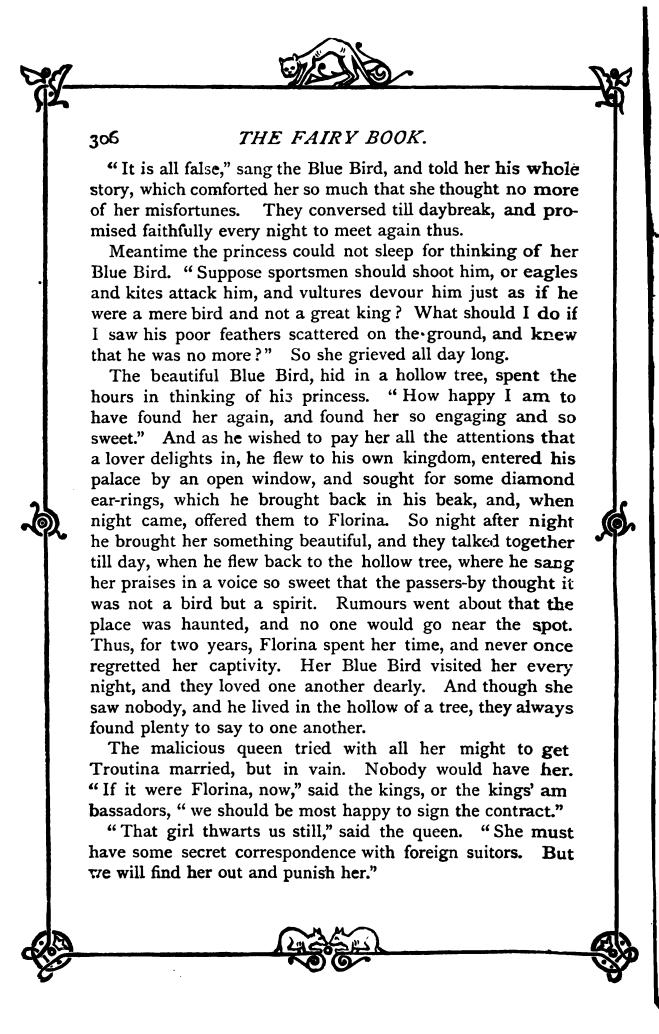 306 THE FAIRY BOOK.
“It is all false,” sang the Blue Bird, and told her his whole
story, which comforted her so much that she thought no more
of her misfortunes. They conversed till daybreak, and pro-
mised faithfully every night to meet again thus.
Meantime the princess could not sleep for thinking of her
Blue Bird. “Suppose sportsmen should shoot him, or eagles
and kites attack him, and vultures devour him just as if he
were a mere bird and not a great king? What should I do if
I saw his poor feathers scattered on the ground, and knew
that he was no more?” So she grieved all day long.
The beautiful Blue Bird, hid in a hollow tree, spent the
hours in thinking of his princess. “How happy I am to
have found her again, and found her so engaging and so
sweet.” And as he wished to pay her all the attentions that
a lover delights in, he flew to his own kingdom, entered his
palace by an open window, and sought for some diamond
ear-rings, which he brought back in his beak, and, when
night came, offered them to Florina. So night after night
he brought her something beautiful, and they talked together
till day, when he flew back to the hollow tree, where he sang
her praises in a voice so sweet that the passers-by thought it
was not a bird but a spirit. Rumours went about that the
place was haunted, and no one would go near the spot.
Thus, for two years, Florina spent her time, and never once
regretted her captivity. Her Blue Bird visited her every
night, and they loved one another dearly. And though she
saw nobody, and he lived in the hollow of a tree, they always
found plenty to say to one another.
The malicious queen tried with all her might to get
Troutina married, but in vain. Nobody would have her.
“If it were Florina, now,” said the kings, or the kings’ am
bassadors, “we should be most happy to sign the contract.”
“That girl thwarts us still,” said the queen. “She must
have some secret correspondence with foreign suitors. But
we will find her out and punish her.”